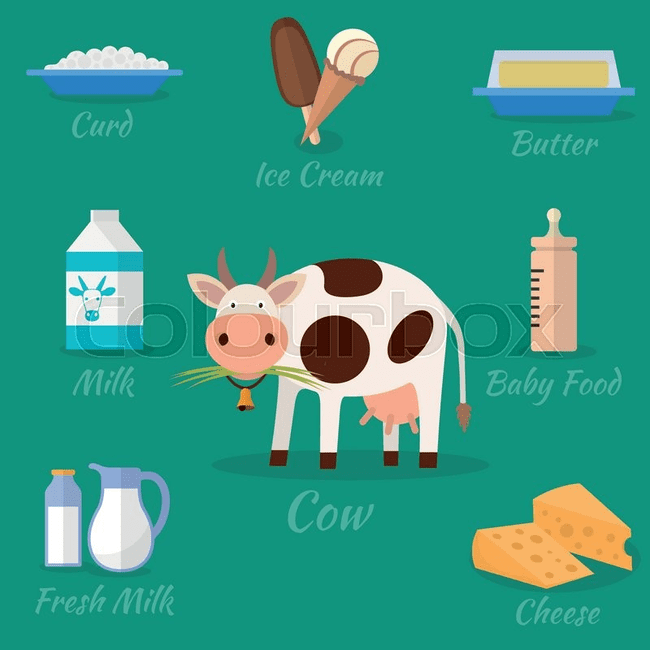 Curd
Ice Cream
Butter
colourbox
Milk
Baby Food
Cow
Fresh Milk
Cheese